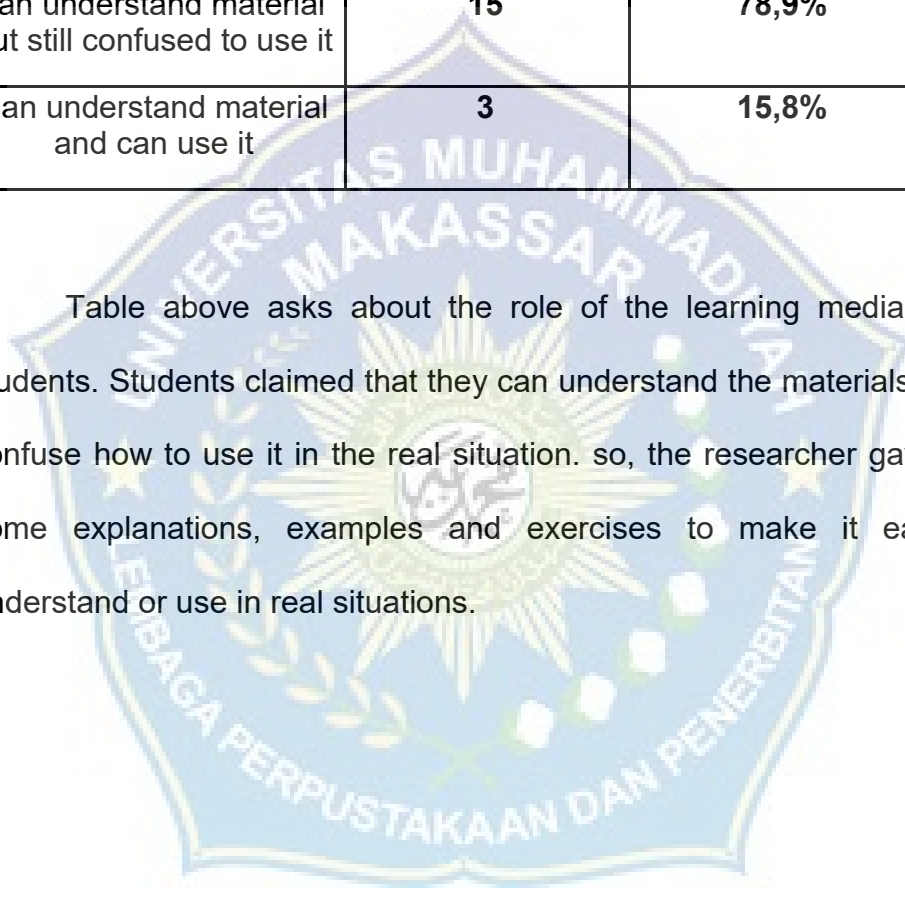 an understand material 15 78,9%
ut still confused to use it
an understand material 3 15,8%
and can use it
UNIVERSITAS MUHAMMADIYAH
MAKASSAR
Table above asks about the role of the learning media
udents. Students claimed that they can understand the materials
onfuse how to use it in the real situation. so, the researcher gav
ome explanations, examples and exercises to make it ea
nderstand or use in real situations.
LEMBAGA PERPUSTAKAAN DAN PENERBITAN